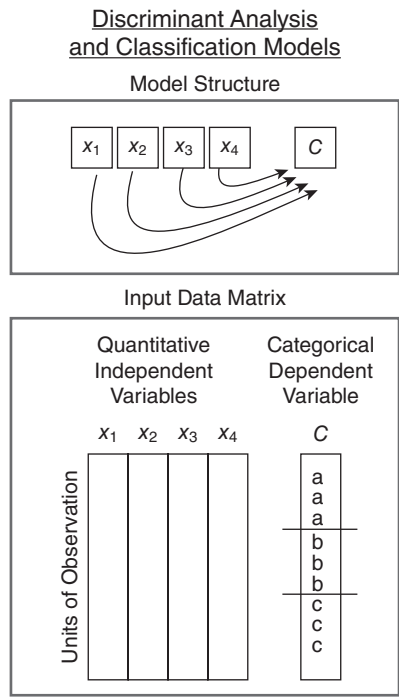 Discriminant Analysis
and Classification Models
Model Structure
x1 x2 x3 x4 C
Input Data Matrix
Quantitative
Independent
Variables
Categorical
Dependent
Variable
x1 x2 x3 x4 C
Units of Observation
a
a
a
b
b
b
c
c
c